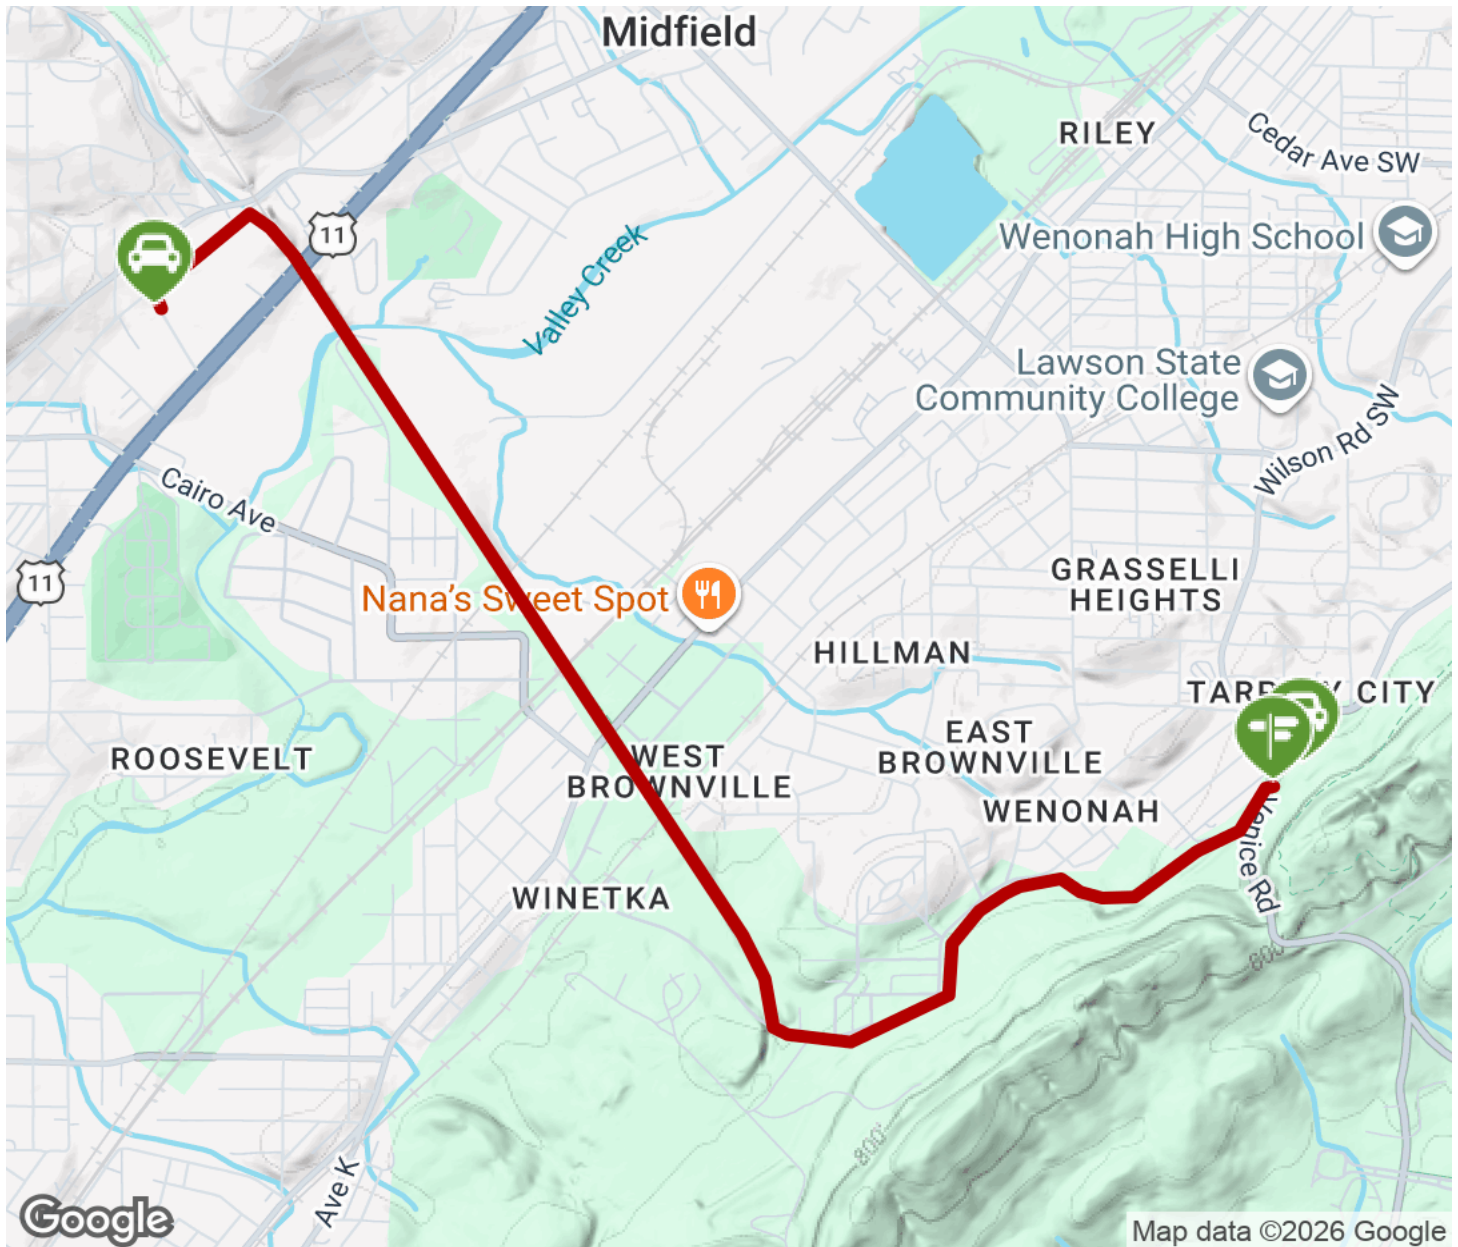 Midfield
RILEY
Cedar Ave SW
11
Wenonah High School
Valley Creek
Lawson State
Community College
Wilson Rd SW
Cairo Ave
11
Nana's Sweet Spot
GRASSELLI
HEIGHTS
HILLMAN
CITY
ROOSEVELT
WEST
BROWNVILLE
EAST
BROWNVILLE
WENONAH
Venice Rd
WINETKA
800'
800'
Ave K
Google
Map data ©2026 Google